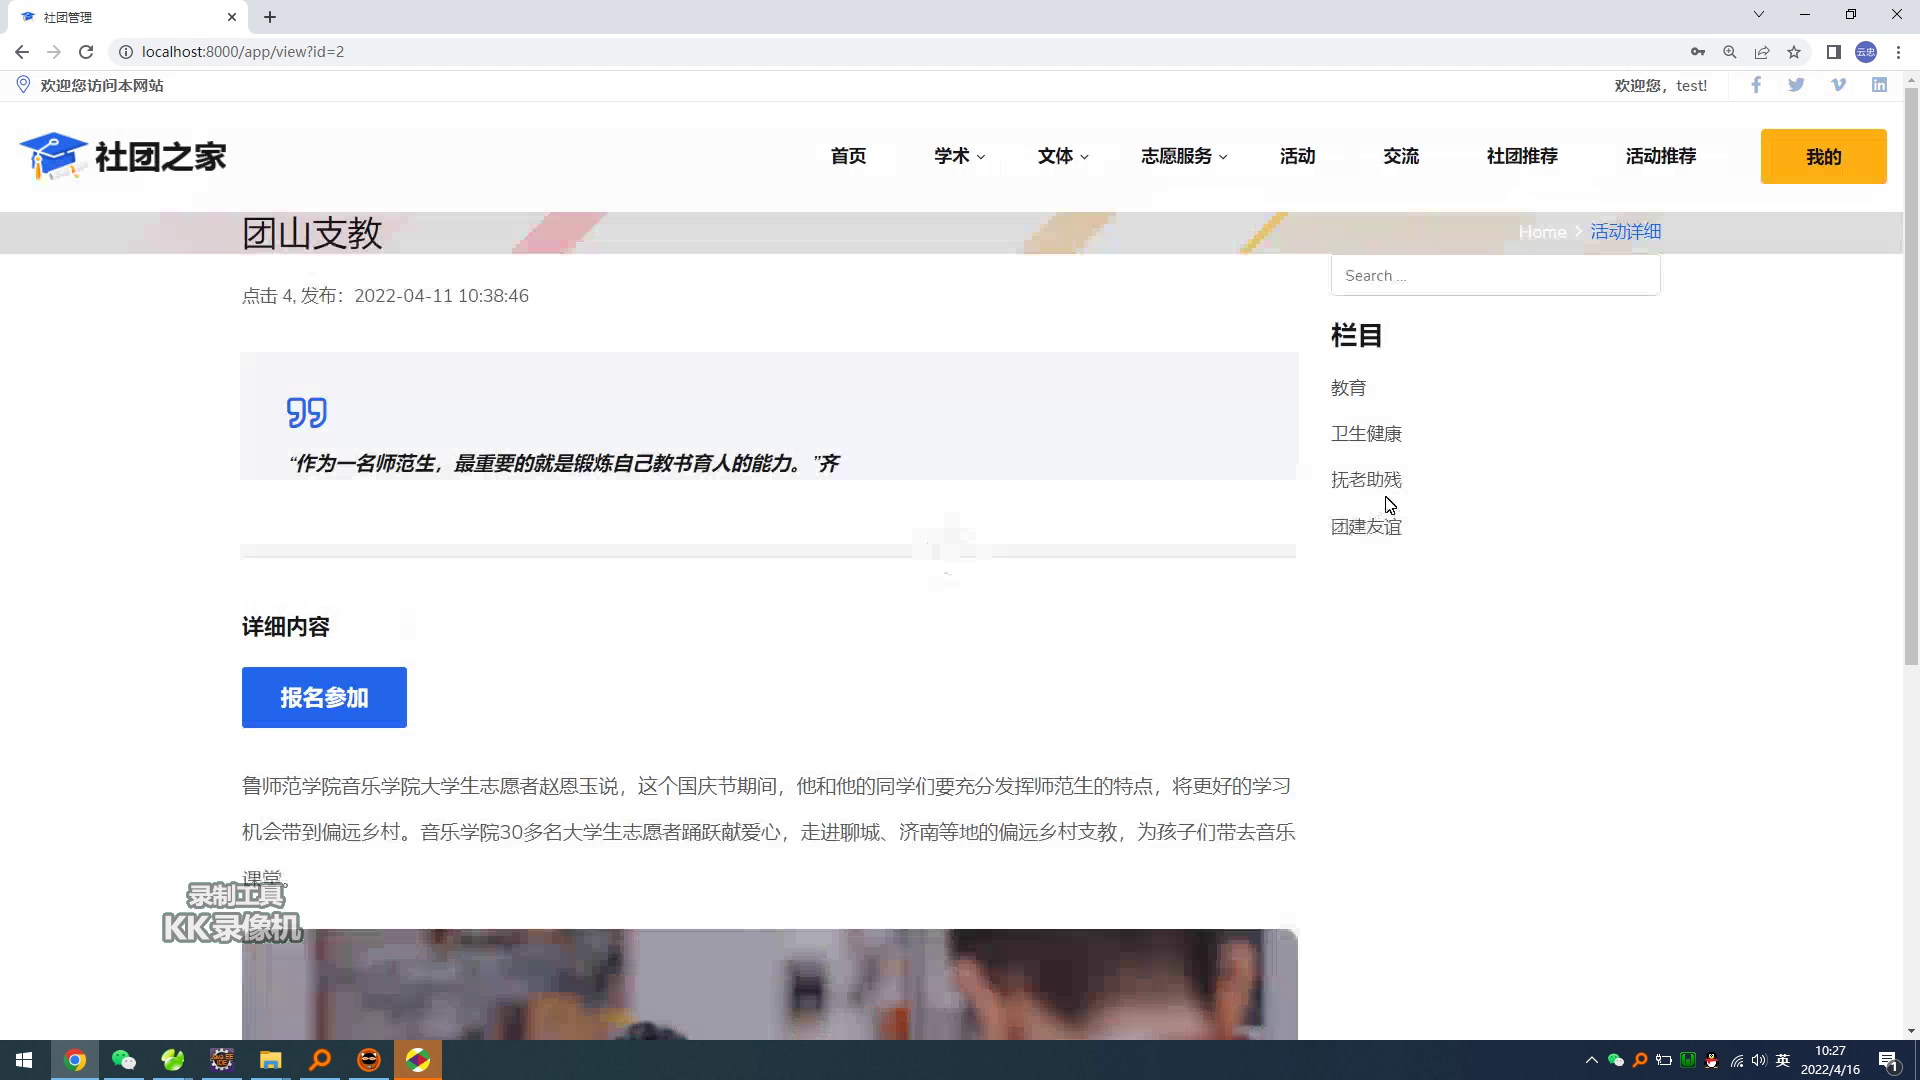 社团管理
localhost:8000/app/view?id=2
云忠
欢迎您访问本网站
欢迎您，test!
社团之家
首页
学术
文体
志愿服务
活动
交流
社团推荐
活动推荐
我的
团山支教
Home
活动详细
点击 4, 发布：2022-04-11 10:38:46
Search ...
栏目
教育
卫生健康
抚老助残
团建友谊
“作为一名师范生，最重要的就是锻炼自己教书育人的能力。”齐
详细内容
报名参加
鲁师范学院音乐学院大学生志愿者赵恩玉说，这个国庆节期间，他和他的同学们要充分发挥师范生的特点，将更好的学习
机会带到偏远乡村。音乐学院30多名大学生志愿者踊跃献爱心，走进聊城、济南等地的偏远乡村支教，为孩子们带去音乐
课堂。
录制工具
KK录像机
英
10:27
2022/4/16
1